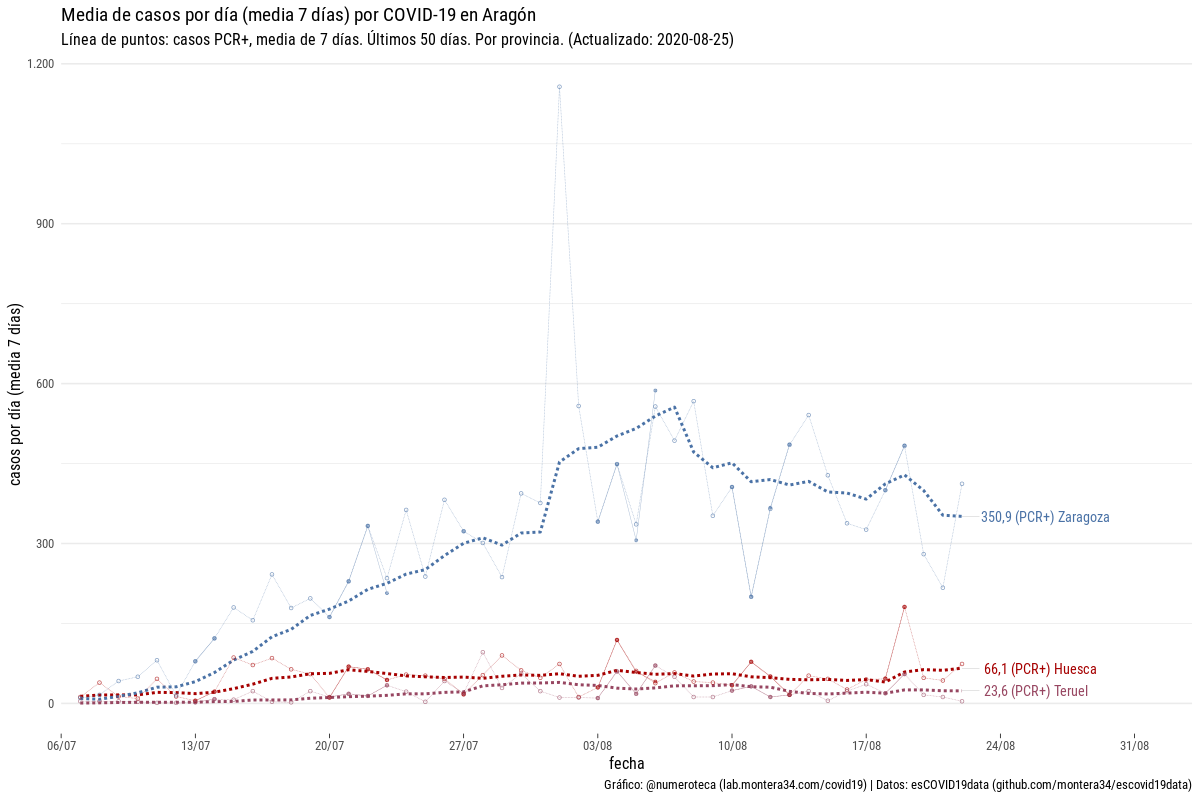 Media de casos por día (media 7 días) por COVID-19 en Aragón
Línea de puntos: casos PCR+, media de 7 días. Últimos 50 días. Por provincia. (Actualizado: 2020-08-25)
casos por día (media 7 días)
1.200
900
600
300
0
350,9 (PCR+) Zaragoza
66,1 (PCR+) Huesca
23,6 (PCR+) Teruel
06/07 13/07 20/07 27/07 03/08 10/08 17/08 24/08 31/08
fecha
Gráfico: @numeroteca (lab.montera34.com/covid19) | Datos: esCOVID19data (github.com/montera34/escovid19data)